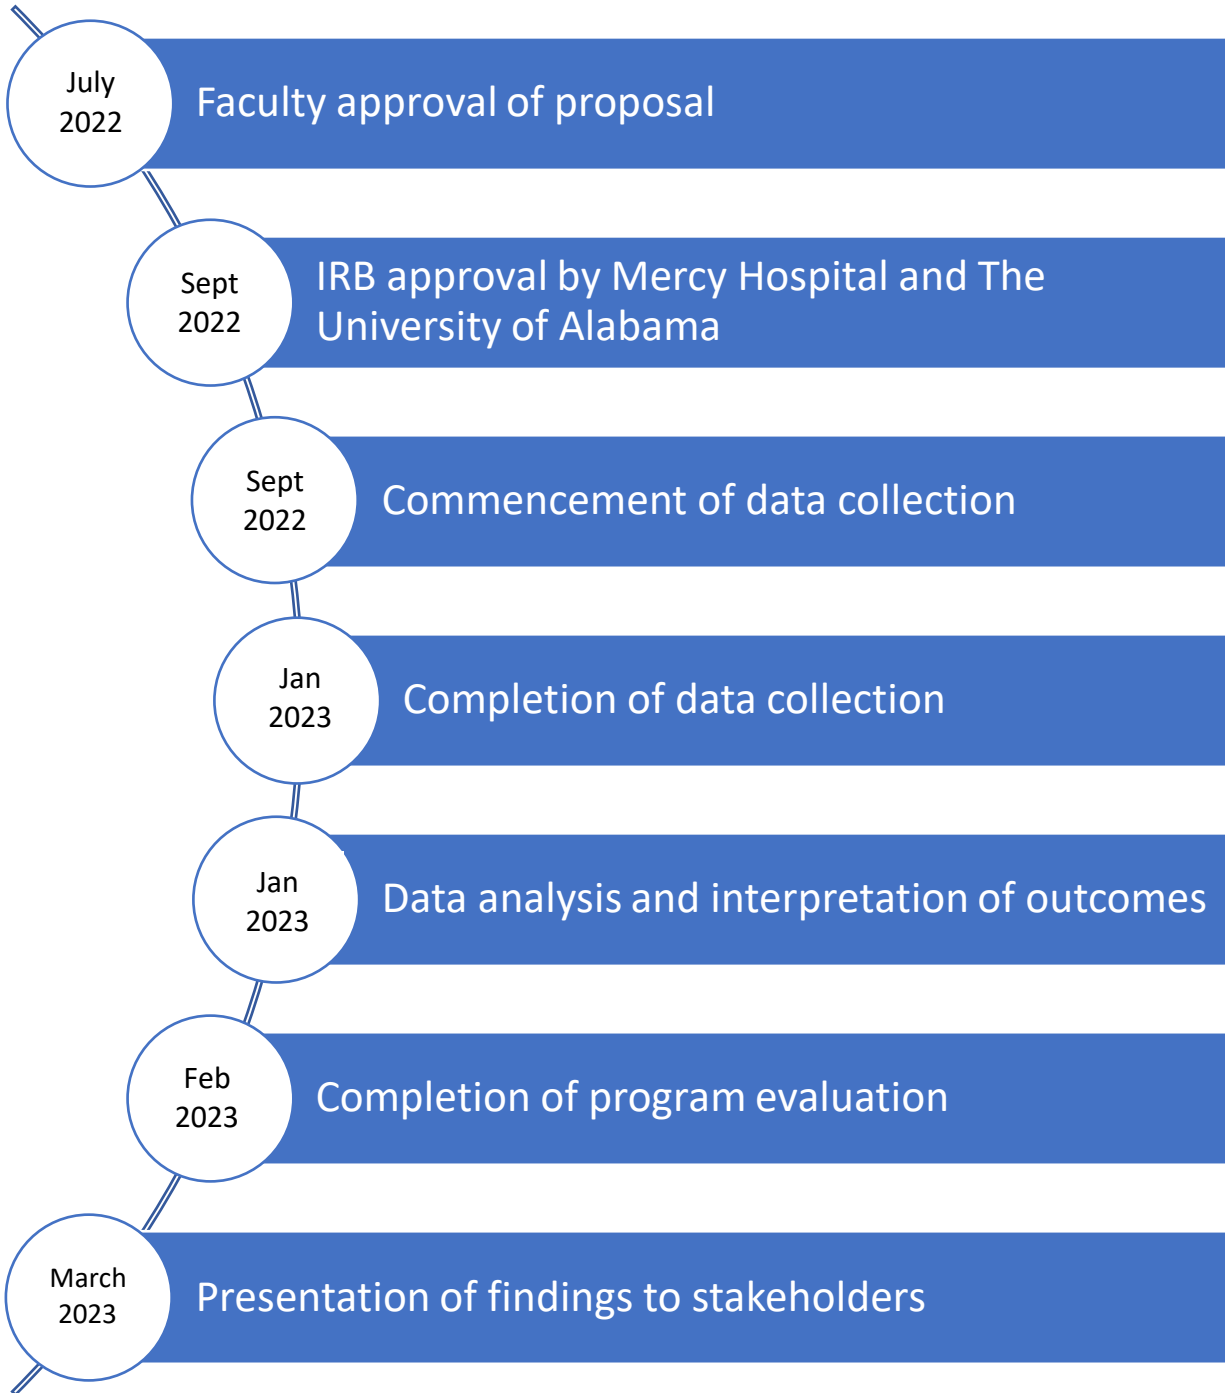 July
2022
Faculty approval of proposal
Sept
2022
IRB approval by Mercy Hospital and The
University of Alabama
Sept
2022
Commencement of data collection
Jan
2023
Completion of data collection
Jan
2023
Data analysis and interpretation of outcomes
Feb
2023
Completion of program evaluation
March
2023
Presentation of findings to stakeholders